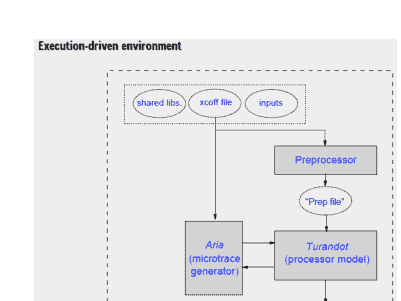 Execution-driven environment
shared libs.
xcoff file
inputs
Preprocessor
"Prep file"
Aria
(microtrace
generator)
Turandot
(processor model)